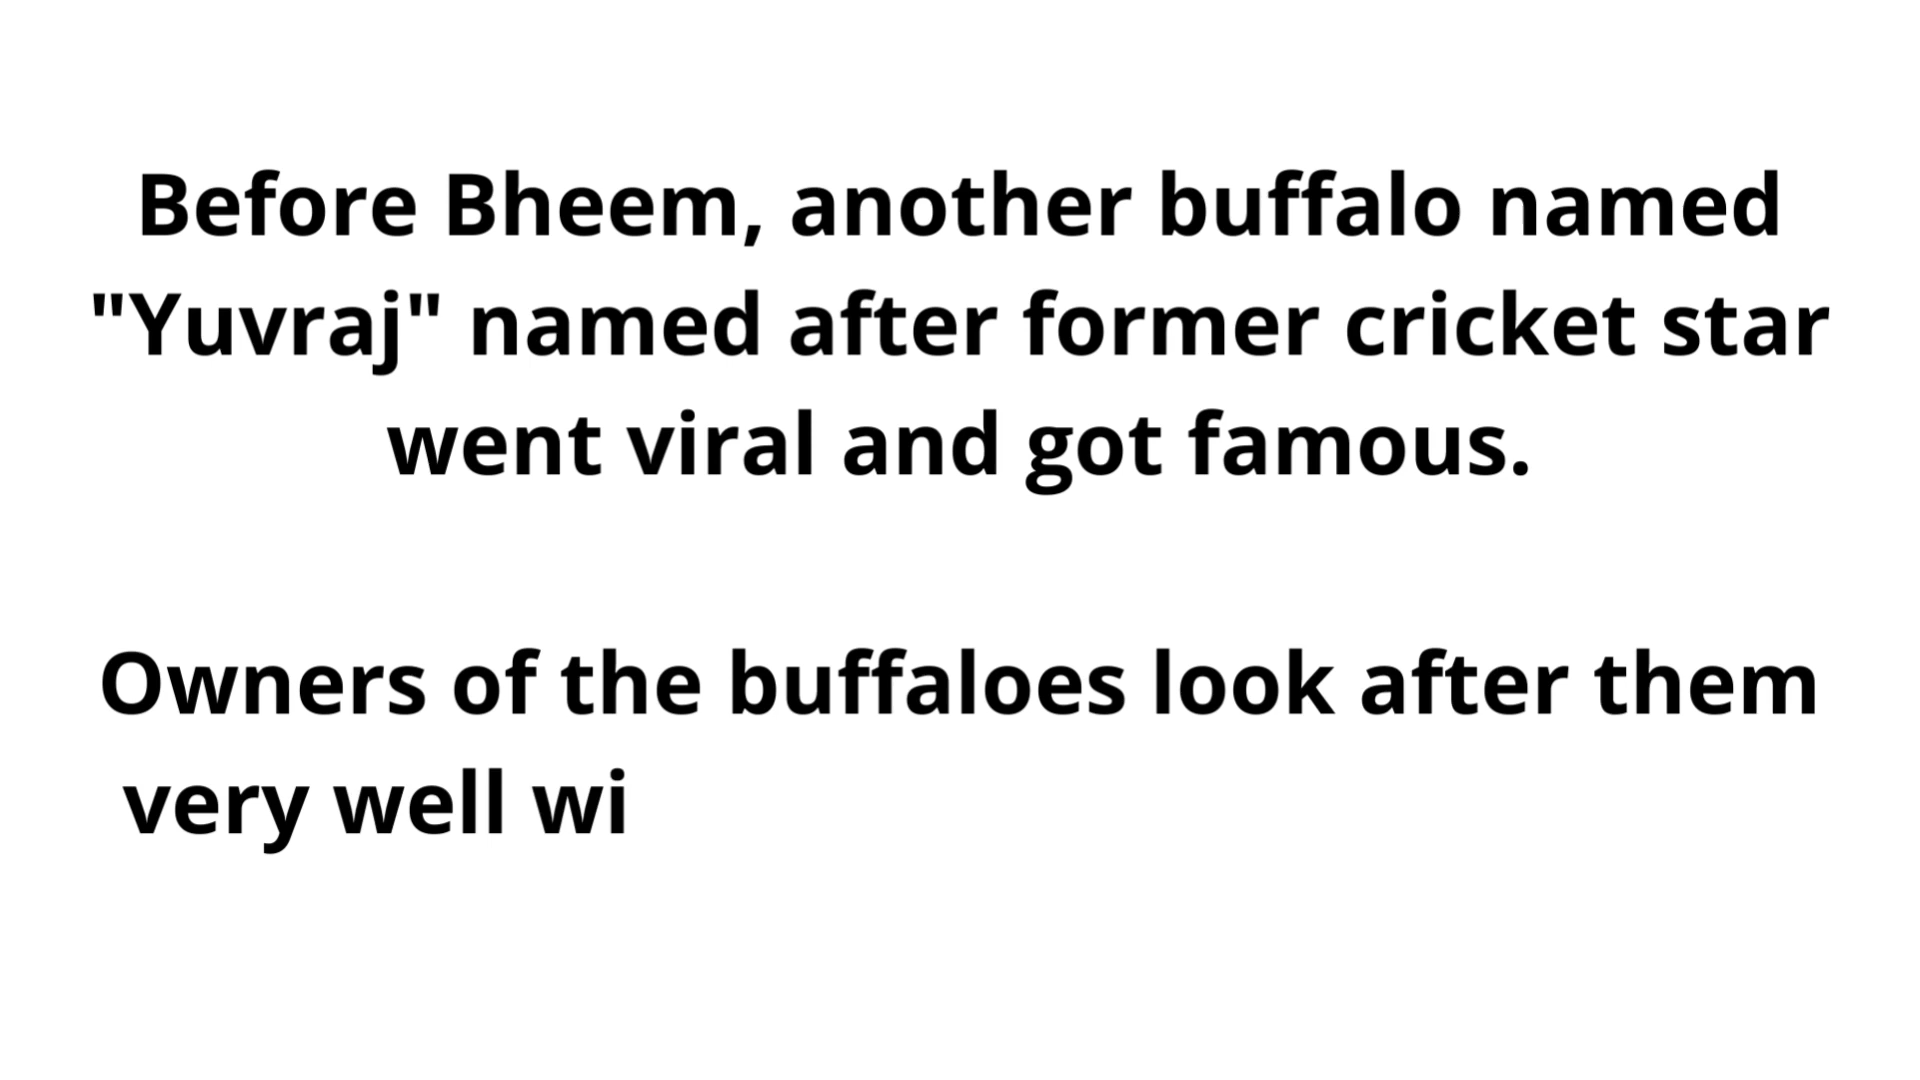 Before Bheem, another buffalo named
"Yuvraj" named after former cricket star
went viral and got famous.
Owners of the buffaloes look after them
very well wi